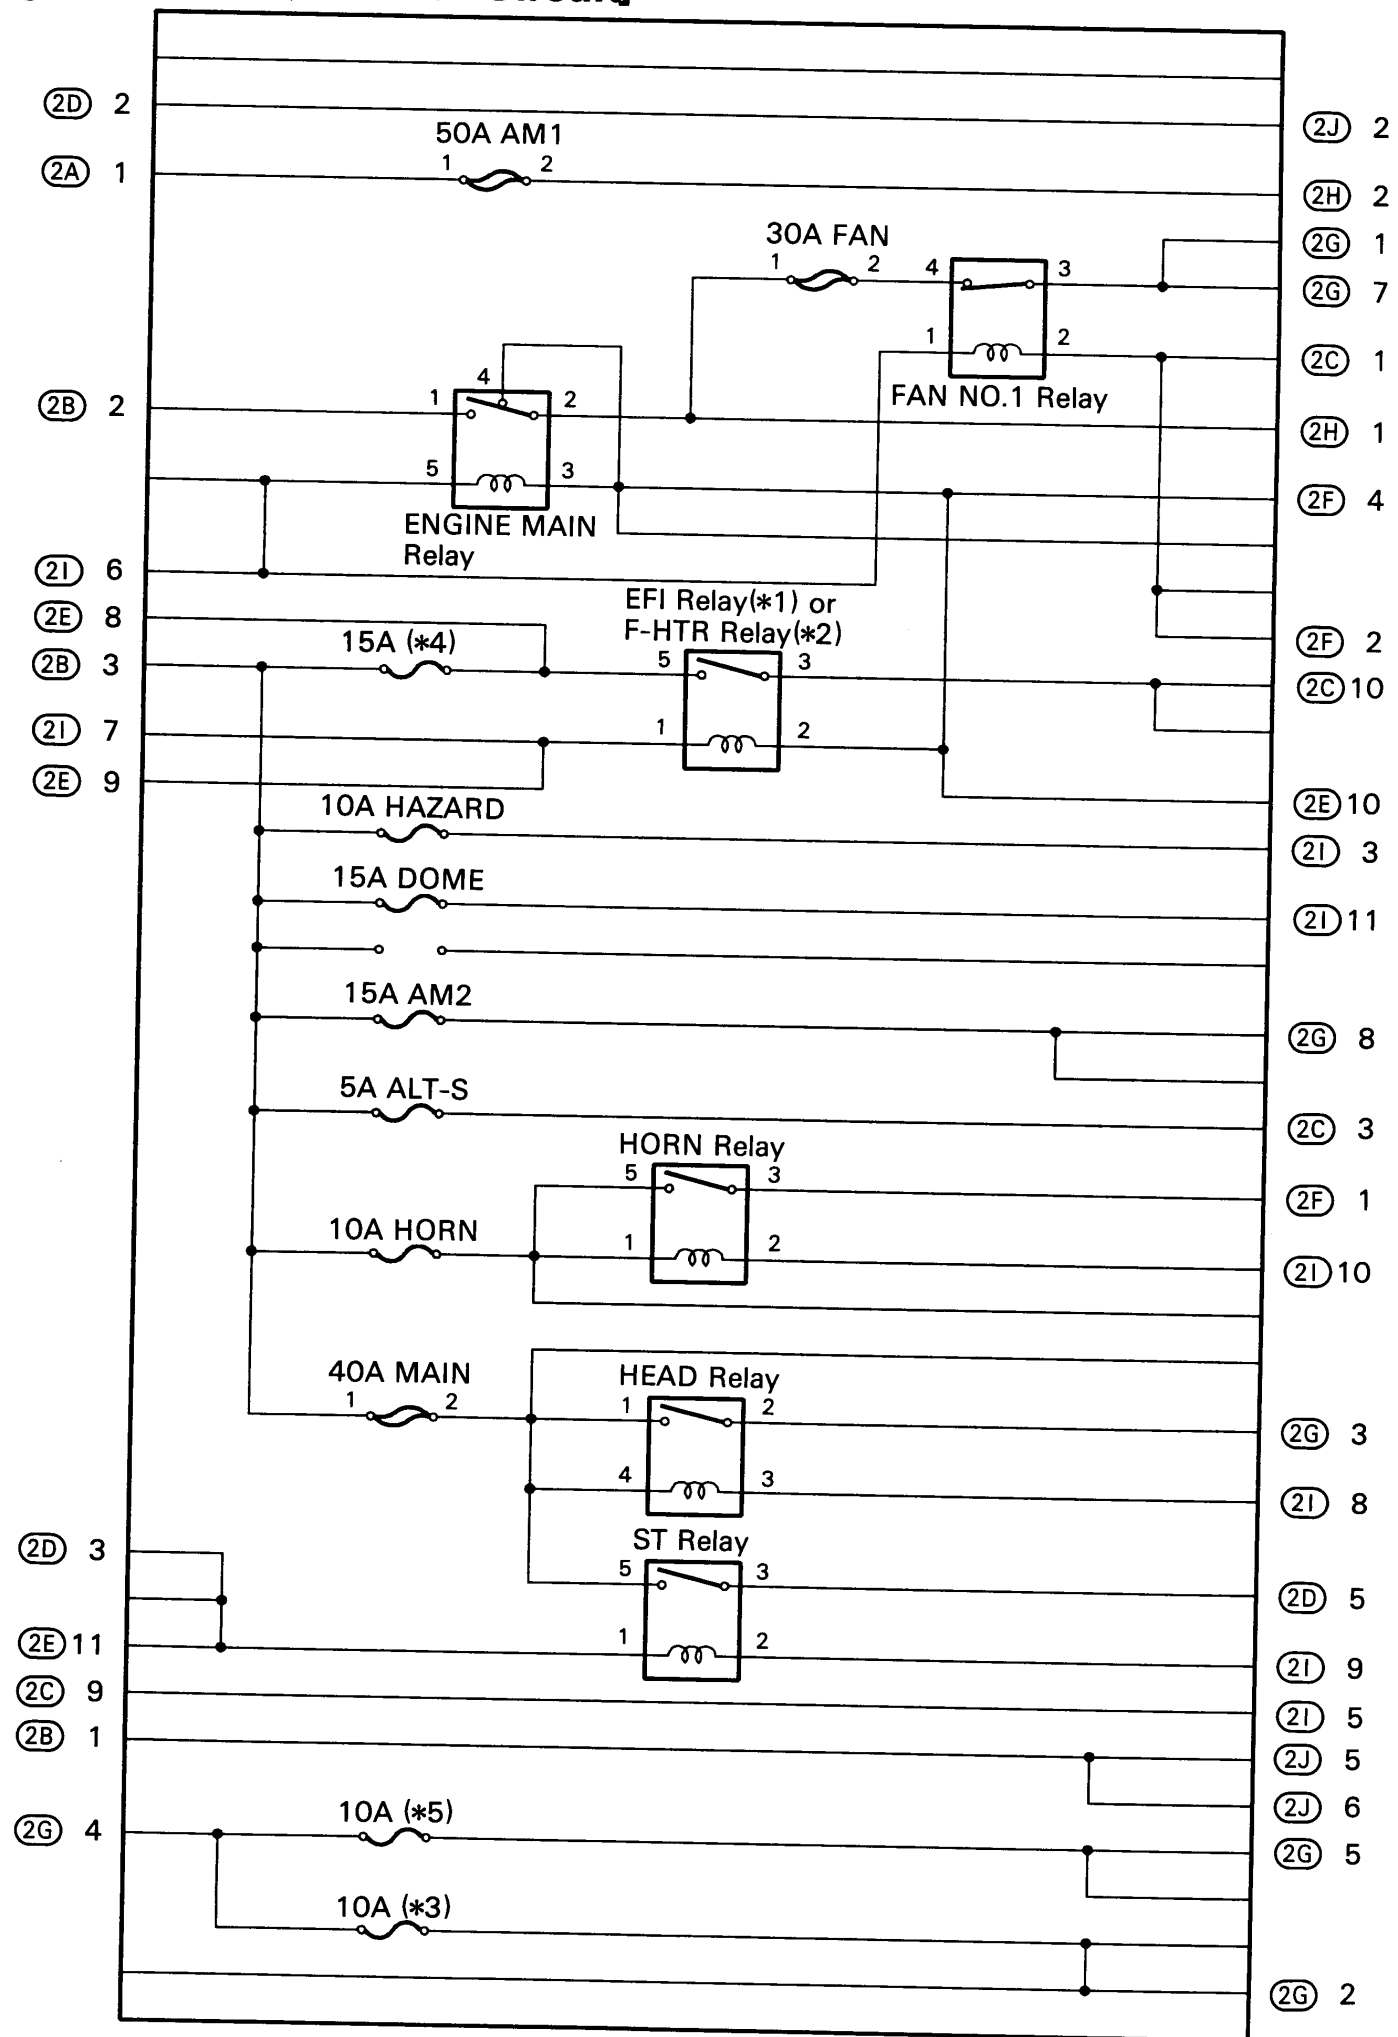 2D 2
2J 2
50A AM1
2A 1
1 2
2H 2
30A FAN
2G 1
1 2 4 3
2G 7
1 2
2C 1
4
FAN NO.1 Relay
2B 2
1 2
2H 1
5 3
2F 4
ENGINE MAIN
Relay
2I 6
EFI Relay(*1) or
2E 8
F-HTR Relay(*2)
15A (*4)
2F 2
2B 3
5 3
2C 10
2I 7
1 2
2E 9
10A HAZARD
2E 10
2I 3
15A DOME
2I 11
15A AM2
2G 8
5A ALT-S
2C 3
HORN Relay
5 3
2F 1
10A HORN
1 2
2I 10
40A MAIN
HEAD Relay
1 2
1 2
2G 3
4 3
2I 8
2D 3
ST Relay
5 3
2D 5
2E 11
1 2
2I 9
2C 9
2I 5
2B 1
2J 5
2J 6
10A (*5)
2G 4
2G 5
10A (*3)
2G 2